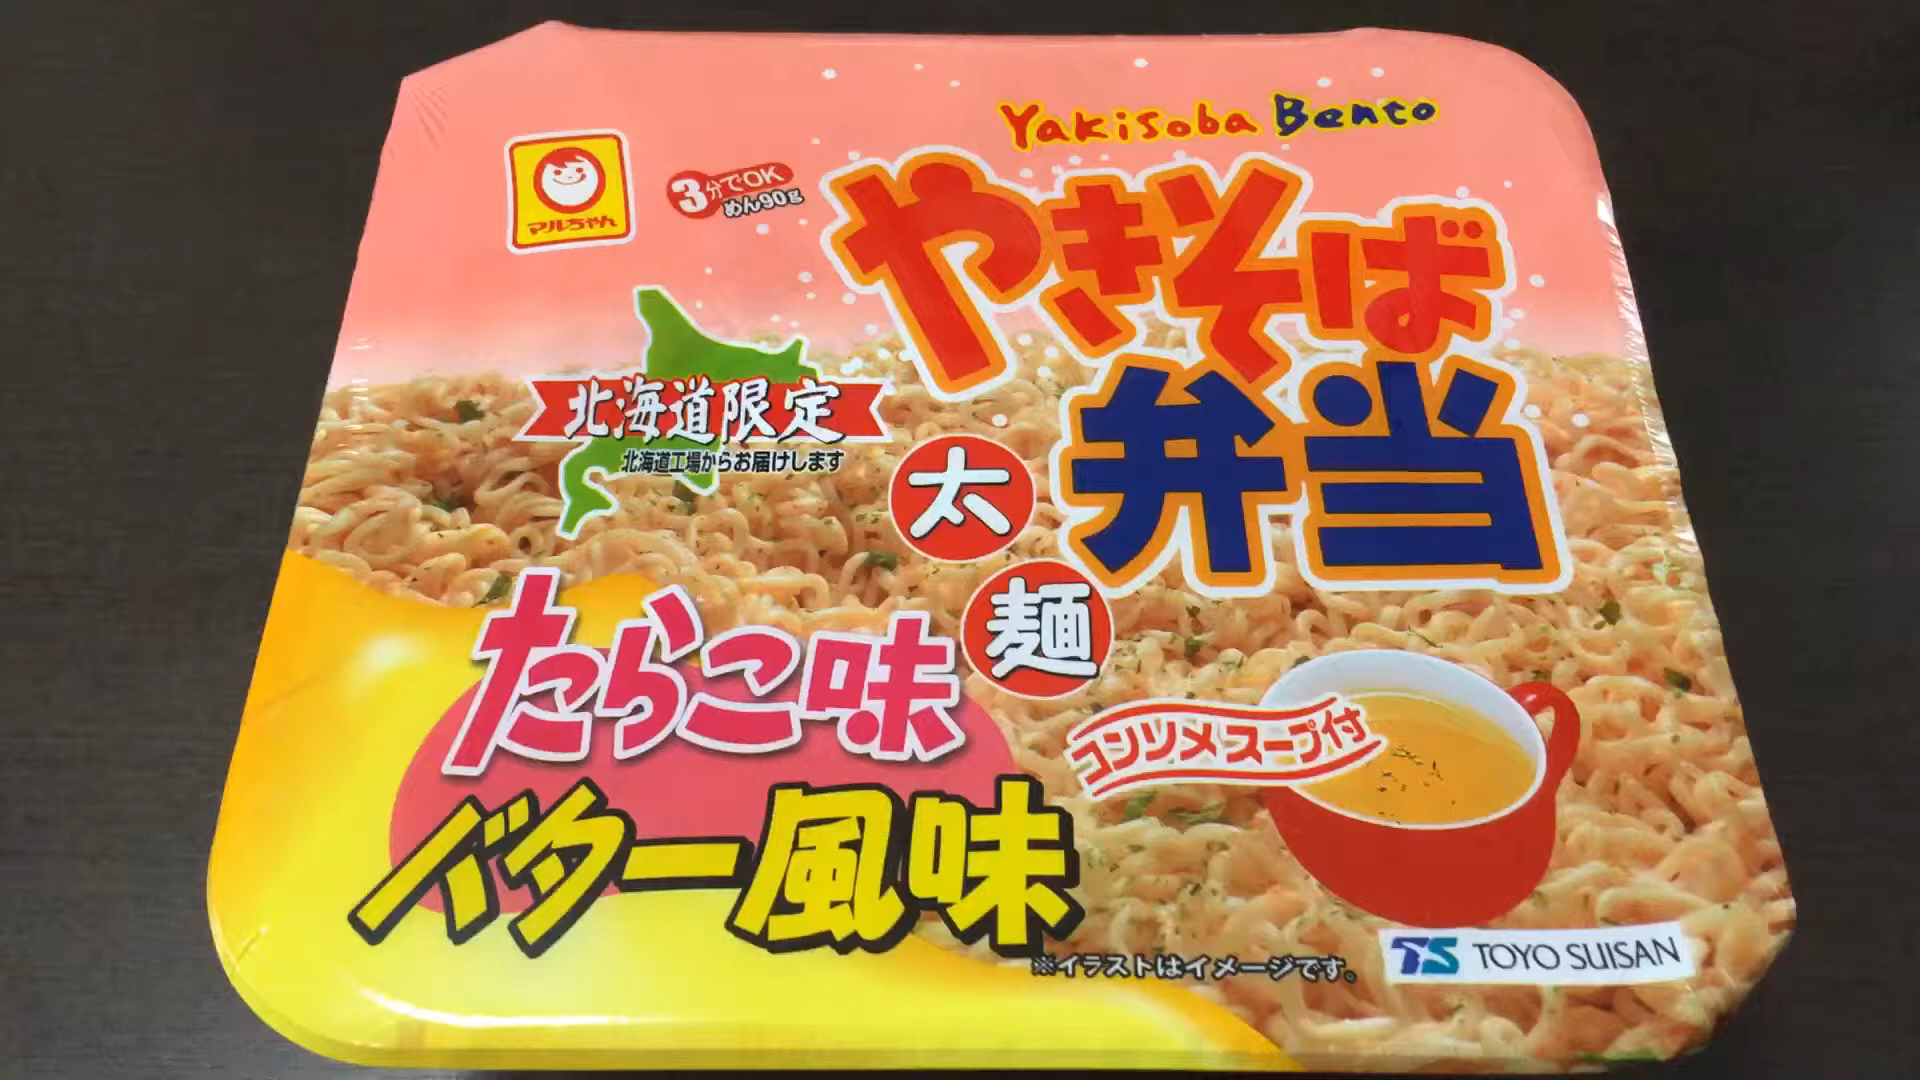 Yakisoba Bento
マルちゃん
3分でOK
めん90g
やきそば
弁当
北海道限定
北海道工場からお届けします
太麺
たらこ味
バター風味
コンソメスープ付
※イラストはイメージです。
TS TOYO SUISAN